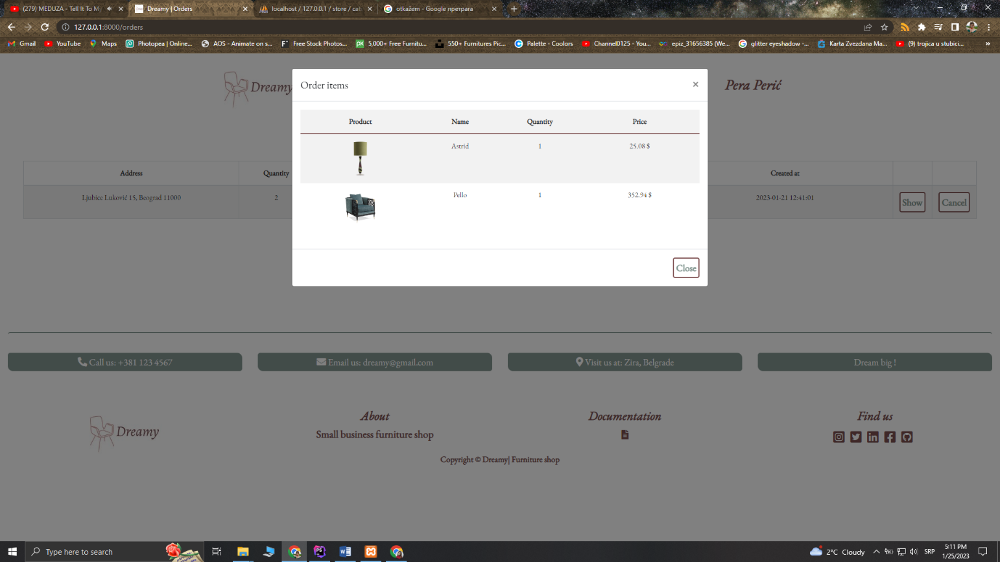 (279) MEDUZA - Tell It To M
Dreamy | Orders
localhost / 127.0.0.1 / store / cat
otkažem - Google претрага
127.0.0.1:8000/orders
Gmail
YouTube
Maps
Photopea | Online...
AOS - Animate on s...
Free Stock Photos...
5,000+ Free Furnitu...
550+ Furnitures Pic...
Palette - Coolors
Channel0125 - You...
epiz_31656385 (We...
glitter eyeshadow -...
Karta Zvezdana Ma...
(9) trojica u stubici...
»
Dreamy
Pera Perić
Order items
×
Product Name Quantity Price
Astrid 1 25.08 $
Pello 1 352.94 $
Close
Address Quantity Created at
Ljubice Luković 15, Beograd 11000 2 2023-01-21 12:41:01 Show Cancel
Call us: +381 123 4567
Email us: dreamy@gmail.com
Visit us at: Zira, Belgrade
Dream big !
Dreamy
About
Small business furniture shop
Documentation
Find us
Copyright © Dreamy| Furniture shop
Type here to search
2°C Cloudy
SRP
5:11 PM
1/25/2023